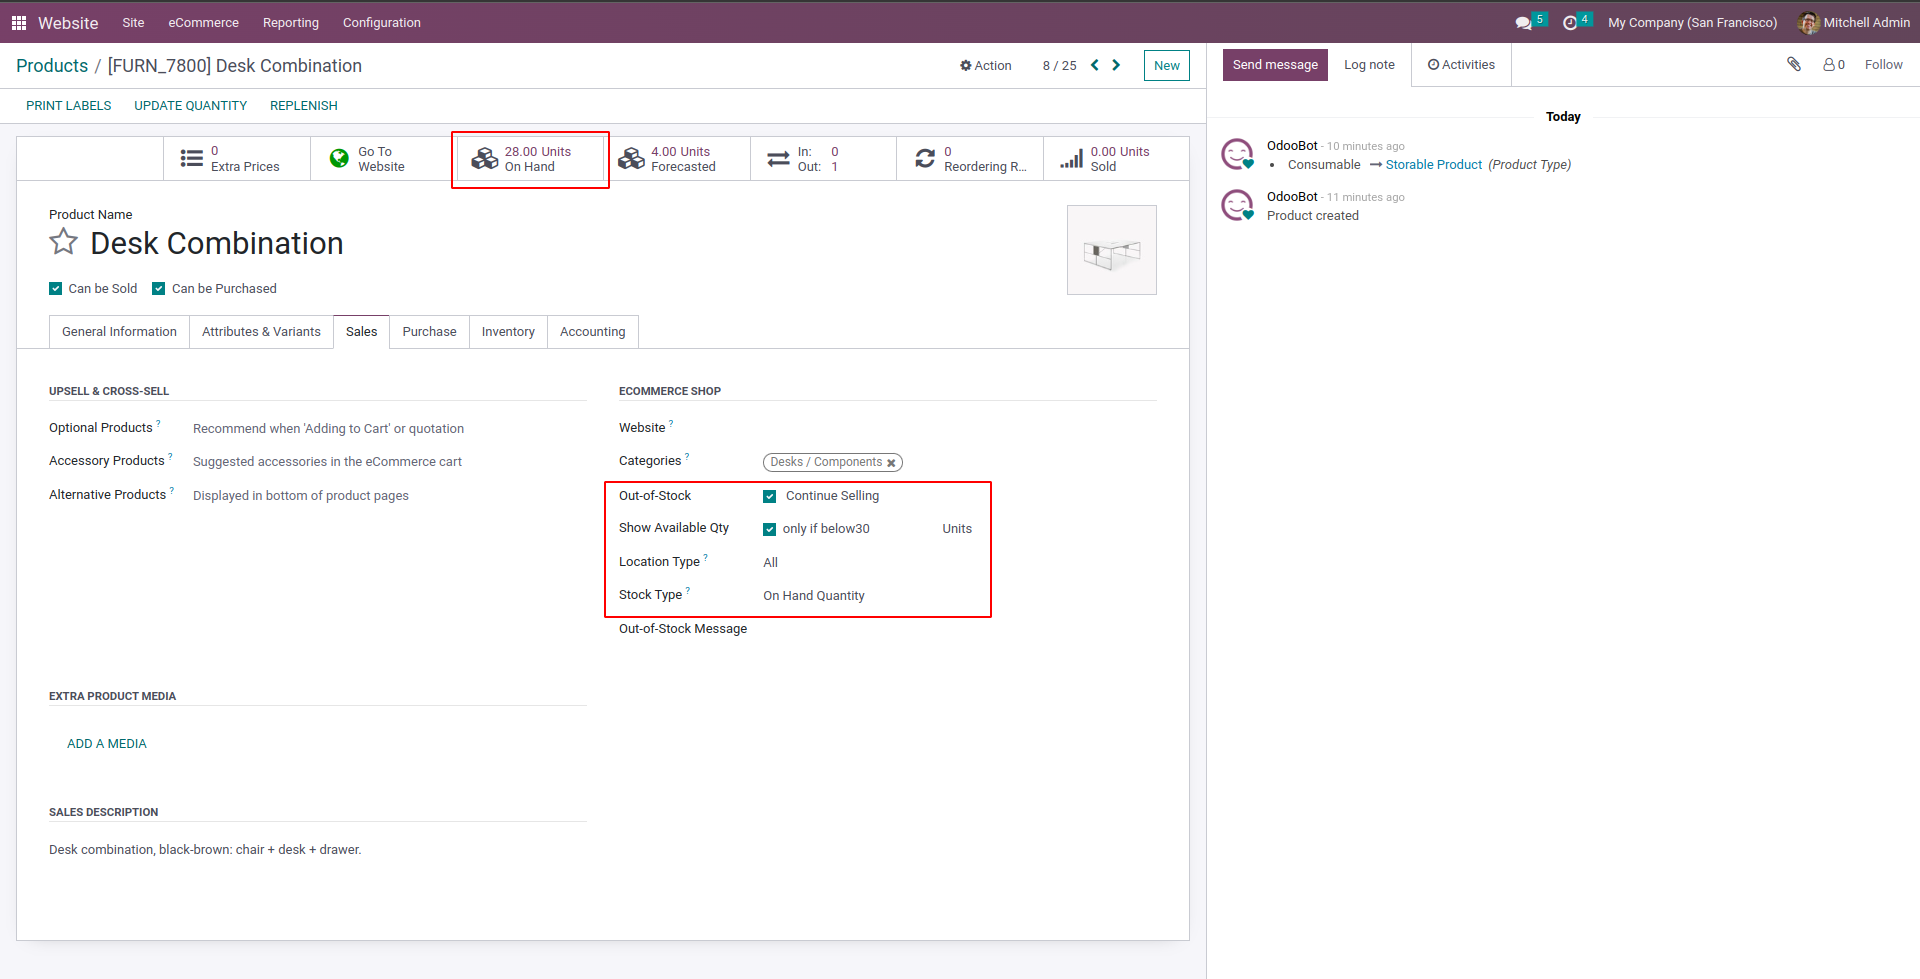 Website Site eCommerce Reporting Configuration 5 4 My Company (San Francisco) Mitchell Admin
Products / [FURN_7800] Desk Combination Action 8 / 25 New
PRINT LABELS UPDATE QUANTITY REPLENISH
0 Extra Prices
Go To Website
28.00 Units On Hand
4.00 Units Forecasted
In: 0
Out: 1
0 Reordering R...
0.00 Units Sold
Product Name
Desk Combination
Can be Sold Can be Purchased
General Information Attributes & Variants Sales Purchase Inventory Accounting
UPSELL & CROSS-SELL
Optional Products ? Recommend when 'Adding to Cart' or quotation
Accessory Products ? Suggested accessories in the eCommerce cart
Alternative Products ? Displayed in bottom of product pages
ECOMMERCE SHOP
Website ?
Categories ? Desks / Components
Out-of-Stock Continue Selling
Show Available Qty only if below30 Units
Location Type ? All
Stock Type ? On Hand Quantity
Out-of-Stock Message
EXTRA PRODUCT MEDIA
ADD A MEDIA
SALES DESCRIPTION
Desk combination, black-brown: chair + desk + drawer.
Send message Log note Activities 0 Follow
Today
OdooBot - 10 minutes ago
• Consumable → Storable Product (Product Type)
OdooBot - 11 minutes ago
Product created